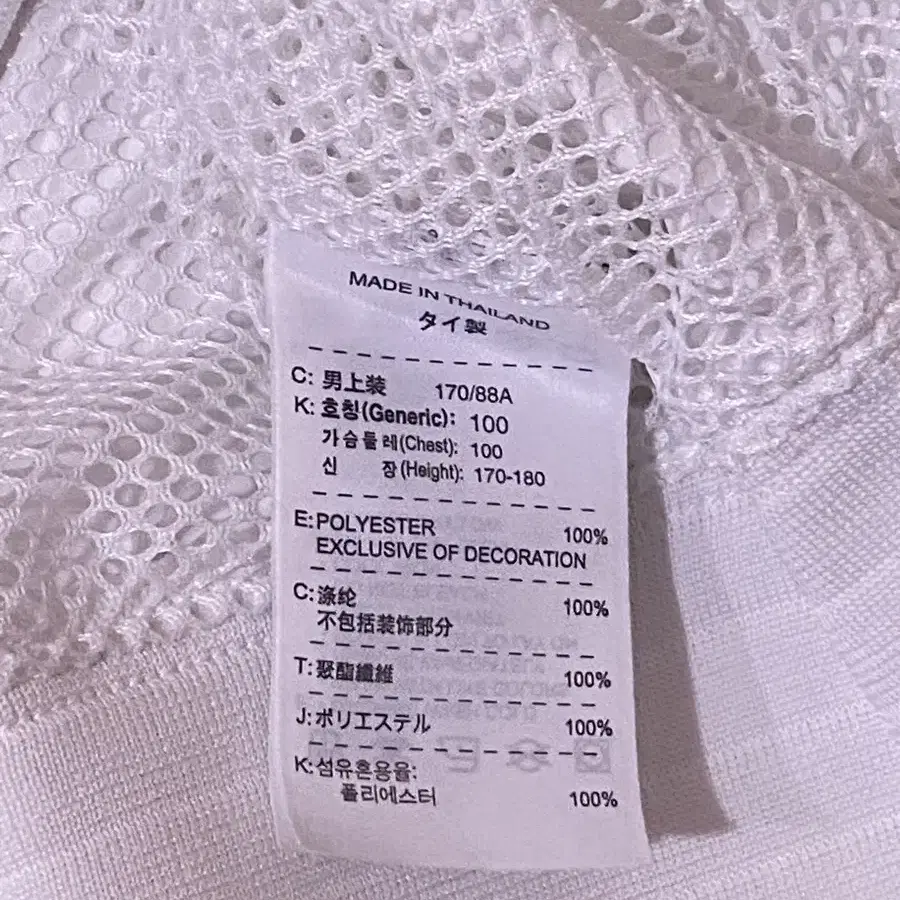 MADE IN THAILAND
タイ製
C: 男上装 170/88A
K: 호칭(Generic): 100
가슴둘레(Chest): 100
신 장(Height): 170-180
E: POLYESTER 100%
EXCLUSIVE OF DECORATION
C: 涤纶 100%
不包括装饰部分
T: 聚酯纖維 100%
J: ポリエステル 100%
K: 섬유혼용율:
폴리에스터 100%